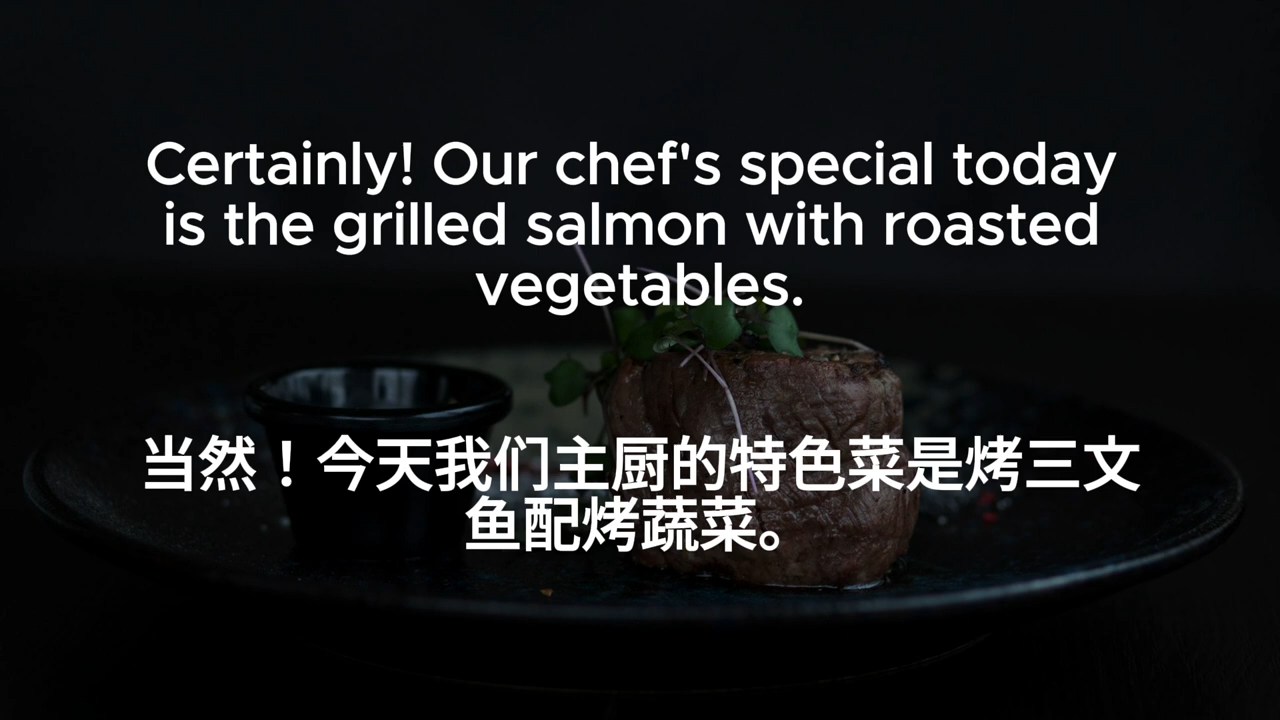 Certainly! Our chef's special today
is the grilled salmon with roasted
vegetables.
当然！今天我们主厨的特色菜是烤三文
鱼配烤蔬菜。